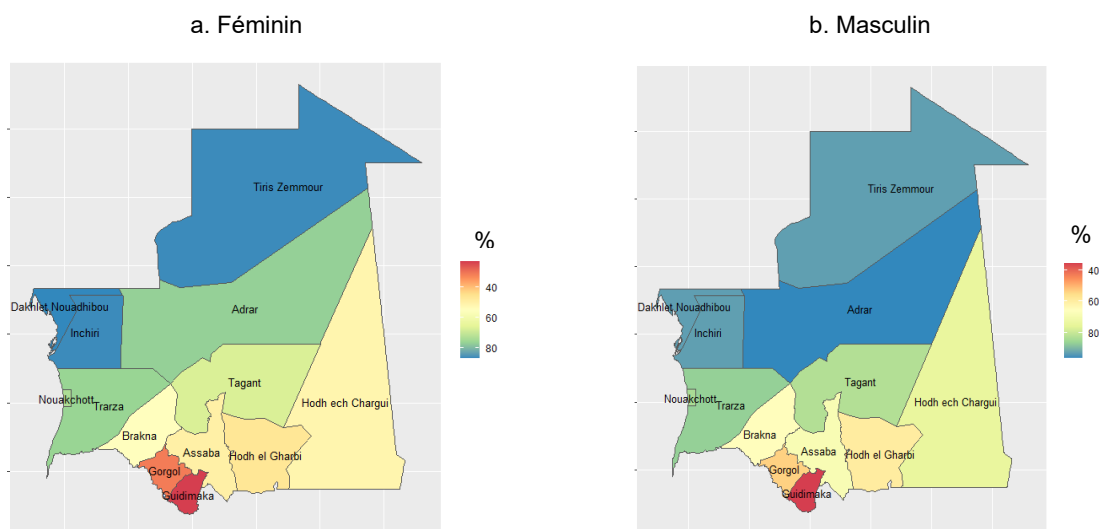 a. Féminin
b. Masculin
Tiris Zemmour
Adrar
Dakhlet Nouadhibou
Inchiri
Tagant
Nouakchott
Trarza
Hodh ech Chargui
Brakna
Assaba
Hodh el Gharbi
Gorgol
Guidimaka
%
40
60
80
Tiris Zemmour
Adrar
Dakhlet Nouadhibou
Inchiri
Tagant
Nouakchott
Trarza
Hodh ech Chargui
Brakna
Assaba
Hodh el Gharbi
Gorgol
Guidimaka
%
40
60
80